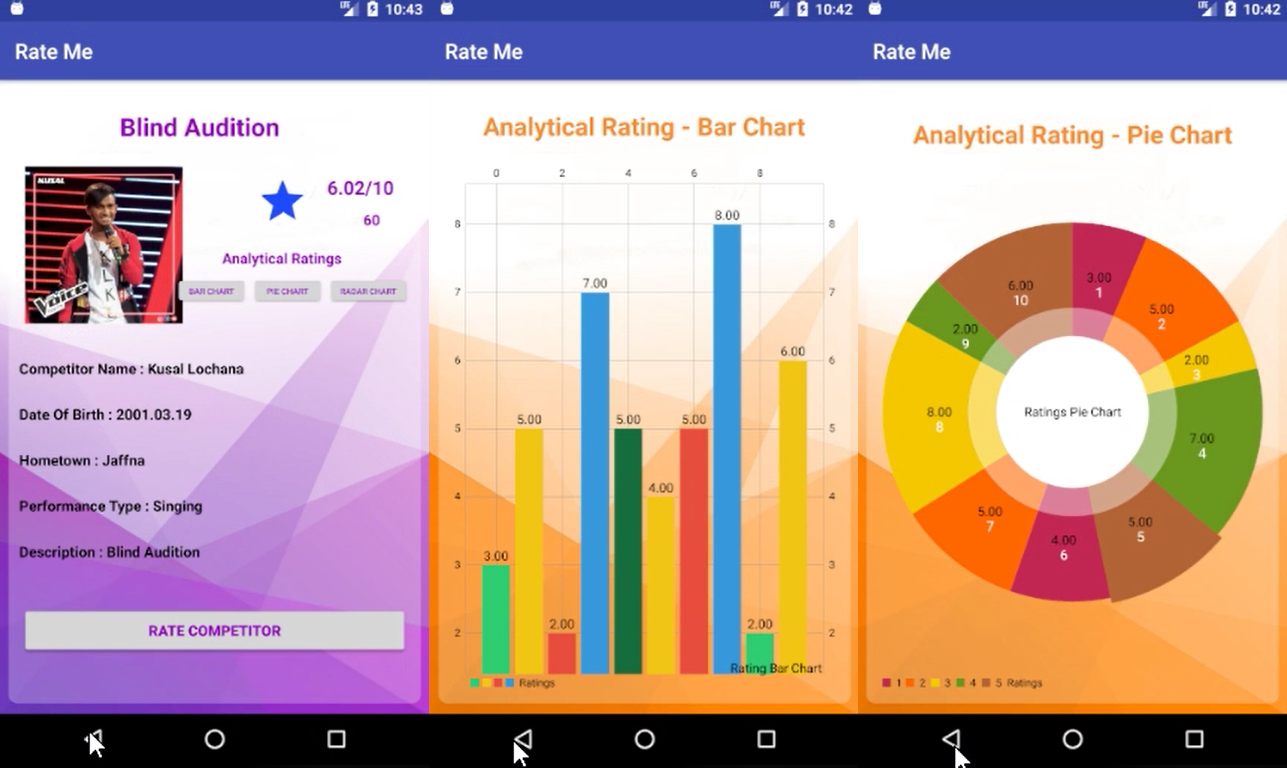 LTE 10:43
Rate Me
Blind Audition
KUSAL
6.02/10
60
K L
L K L
the Voice
Analytical Ratings
BAR CHART PIE CHART RADAR CHART
Competitor Name : Kusal Lochana
Date Of Birth : 2001.03.19
Hometown : Jaffna
Performance Type : Singing
Description : Blind Audition
RATE COMPETITOR
LTE 10:42
Rate Me
Analytical Rating - Bar Chart
0 2 4 6 8
8.00
8 8
7.00
7 7
6.00
6 6
5.00 5.00 5.00
5 5
4.00
4 4
3.00
3 3
2.00 2.00
2 2
Rating Bar Chart
Ratings
LTE 10:42
Rate Me
Analytical Rating - Pie Chart
3.00
1
5.00
2
2.00
3
7.00
4
5.00
5
4.00
6
5.00
7
8.00
8
2.00
9
6.00
10
Ratings Pie Chart
1 2 3 4 5 Ratings